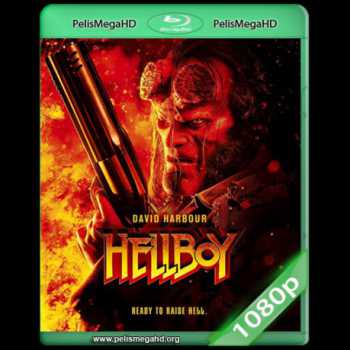 PelisMegaHD PelisMegaHD
DAVID HARBOUR
HELLBOY
READY TO RAISE HELL.
1080p
www.pelismegahd.org